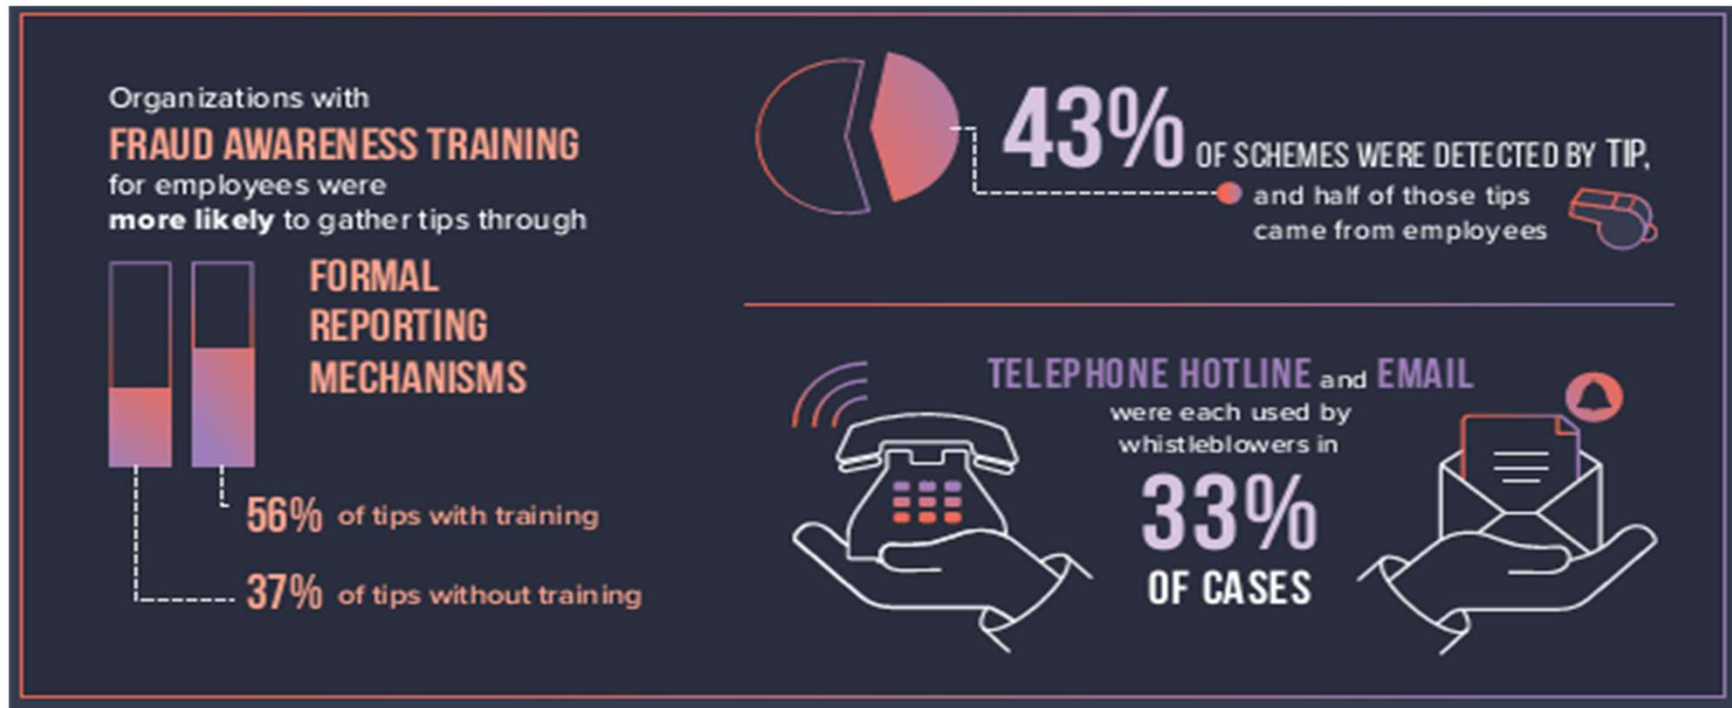 Organizations with
FRAUD AWARENESS TRAINING
for employees were
more likely to gather tips through
FORMAL
REPORTING
MECHANISMS
56% of tips with training
37% of tips without training
43% OF SCHEMES WERE DETECTED BY TIP,
and half of those tips
came from employees
TELEPHONE HOTLINE and EMAIL
were each used by
whistleblowers in
33%
OF CASES